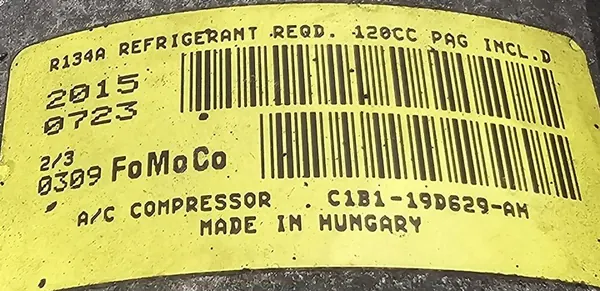 R134A REFRIGERANT REQD. 120CC PAG INCL.D
2015
0723
2/3
0309 FoMoCo
A/C COMPRESSOR C1B1-19D629-AM
MADE IN HUNGARY